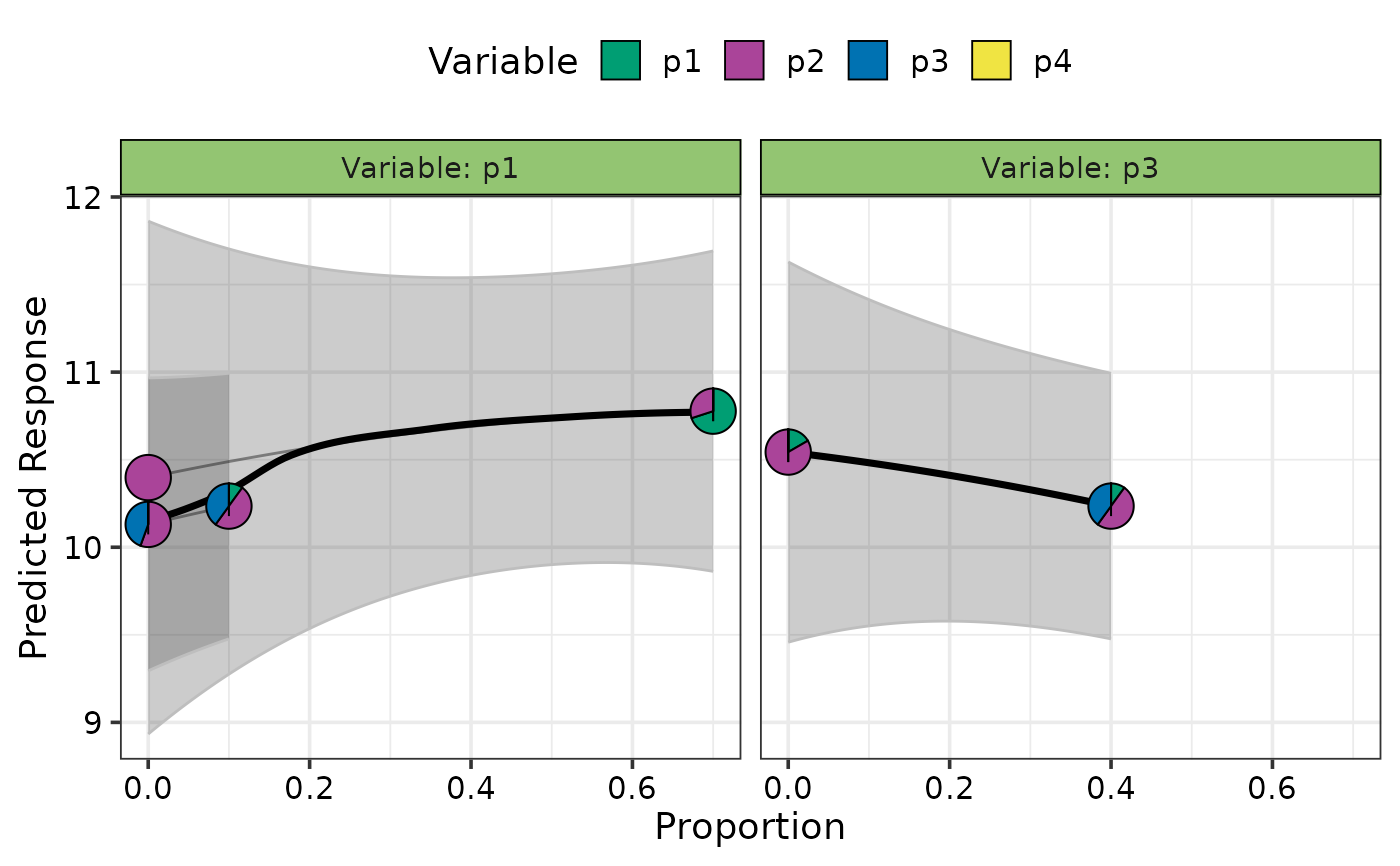 Variable p1 p2 p3 p4
Variable: p1 Variable: p3
12
11
10
9
Predicted Response
0.0 0.2 0.4 0.6 0.0 0.2 0.4 0.6
Proportion